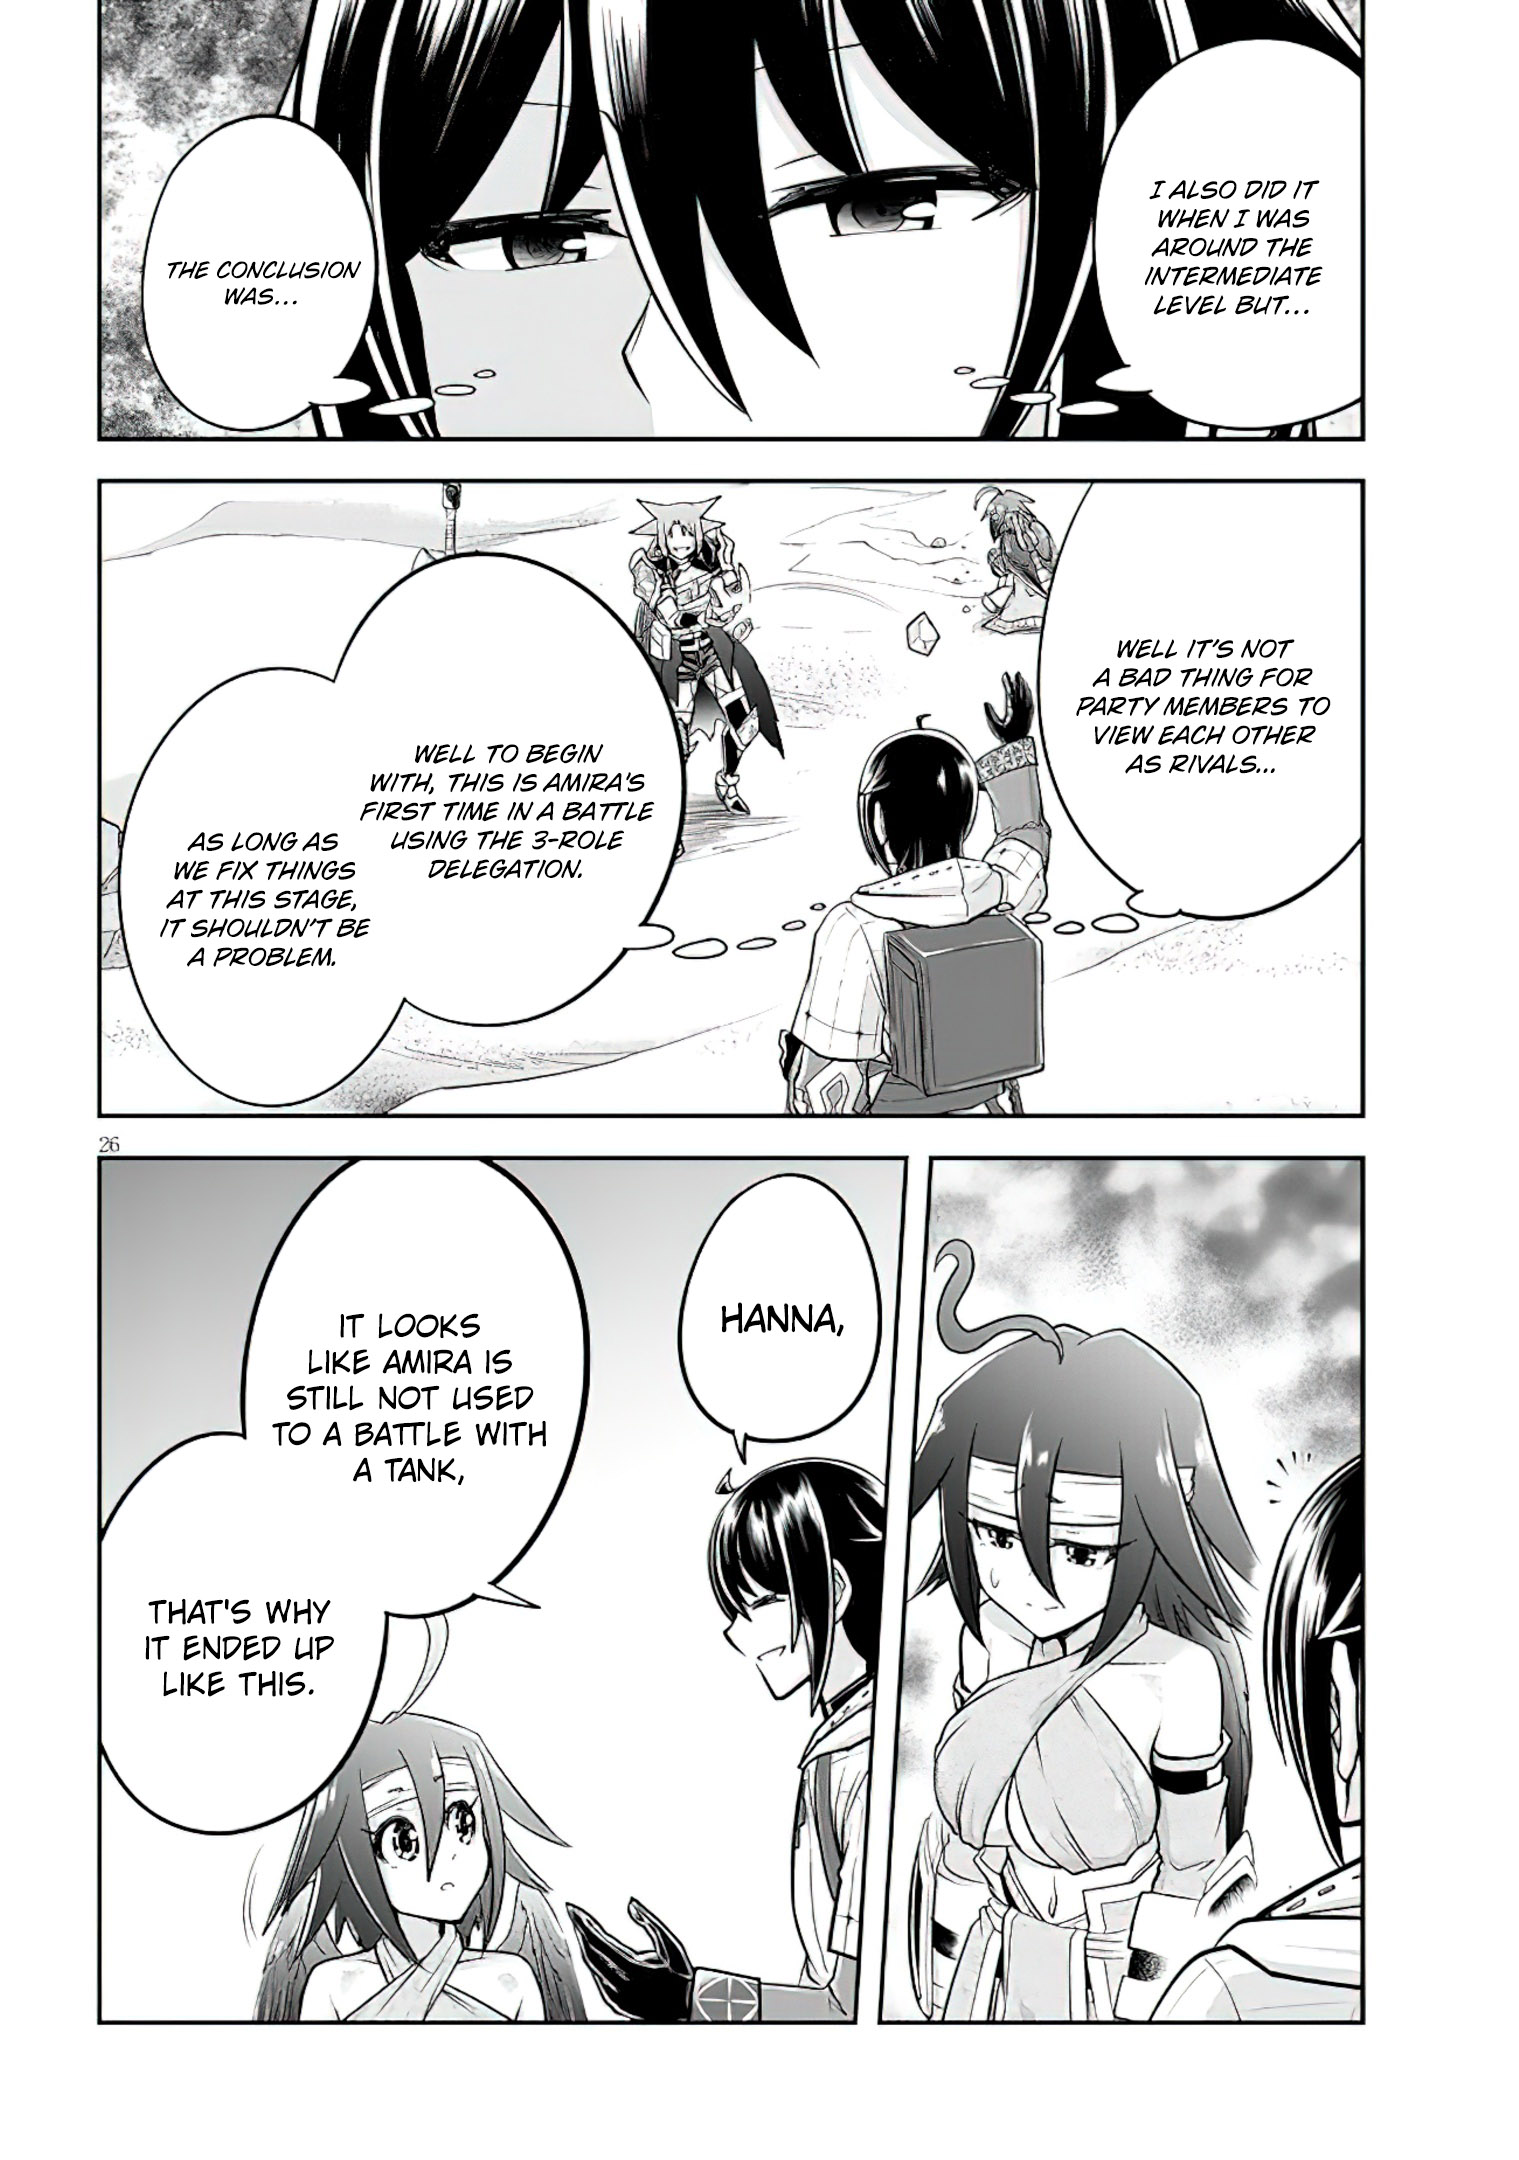 I ALSO DID IT
WHEN I WAS
AROUND THE
INTERMEDIATE
LEVEL BUT...
THE CONCLUSION
WAS...
WELL IT'S NOT
A BAD THING FOR
PARTY MEMBERS TO
VIEW EACH OTHER
AS RIVALS...
WELL TO BEGIN
WITH, THIS IS AMIRA'S
FIRST TIME IN A BATTLE
USING THE 3-ROLE
DELEGATION.
AS LONG AS
WE FIX THINGS
AT THIS STAGE,
IT SHOULDN'T BE
A PROBLEM.
26
HANNA,
IT LOOKS
LIKE AMIRA IS
STILL NOT USED
TO A BATTLE WITH
A TANK,
THAT'S WHY
IT ENDED UP
LIKE THIS.